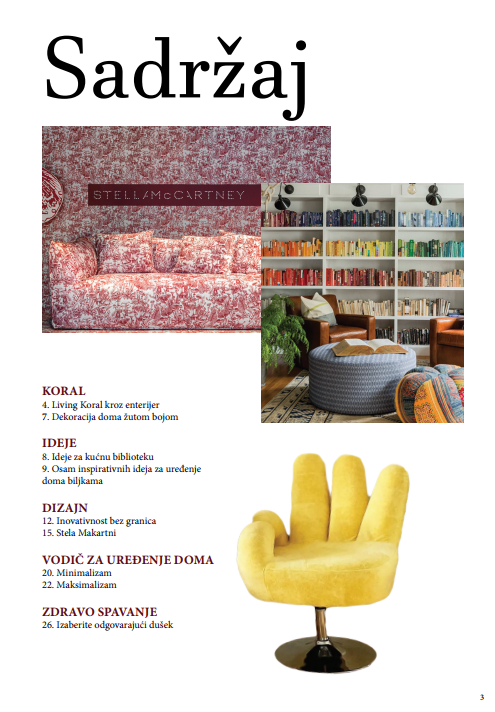 Sadržaj
STELLA McCARTNEY
KORAL
4. Living Koral kroz enterijer
7. Dekoracija doma žutom bojom
IDEJE
8. Ideje za kućnu biblioteku
9. Osam inspirativnih ideja za uređenje
doma biljkama
DIZAJN
12. Inovativnost bez granica
15. Stela Makartni
VODIČ ZA UREĐENJE DOMA
20. Minimalizam
22. Maksimalizam
ZDRAVO SPAVANJE
26. Izaberite odgovarajući dušek
3